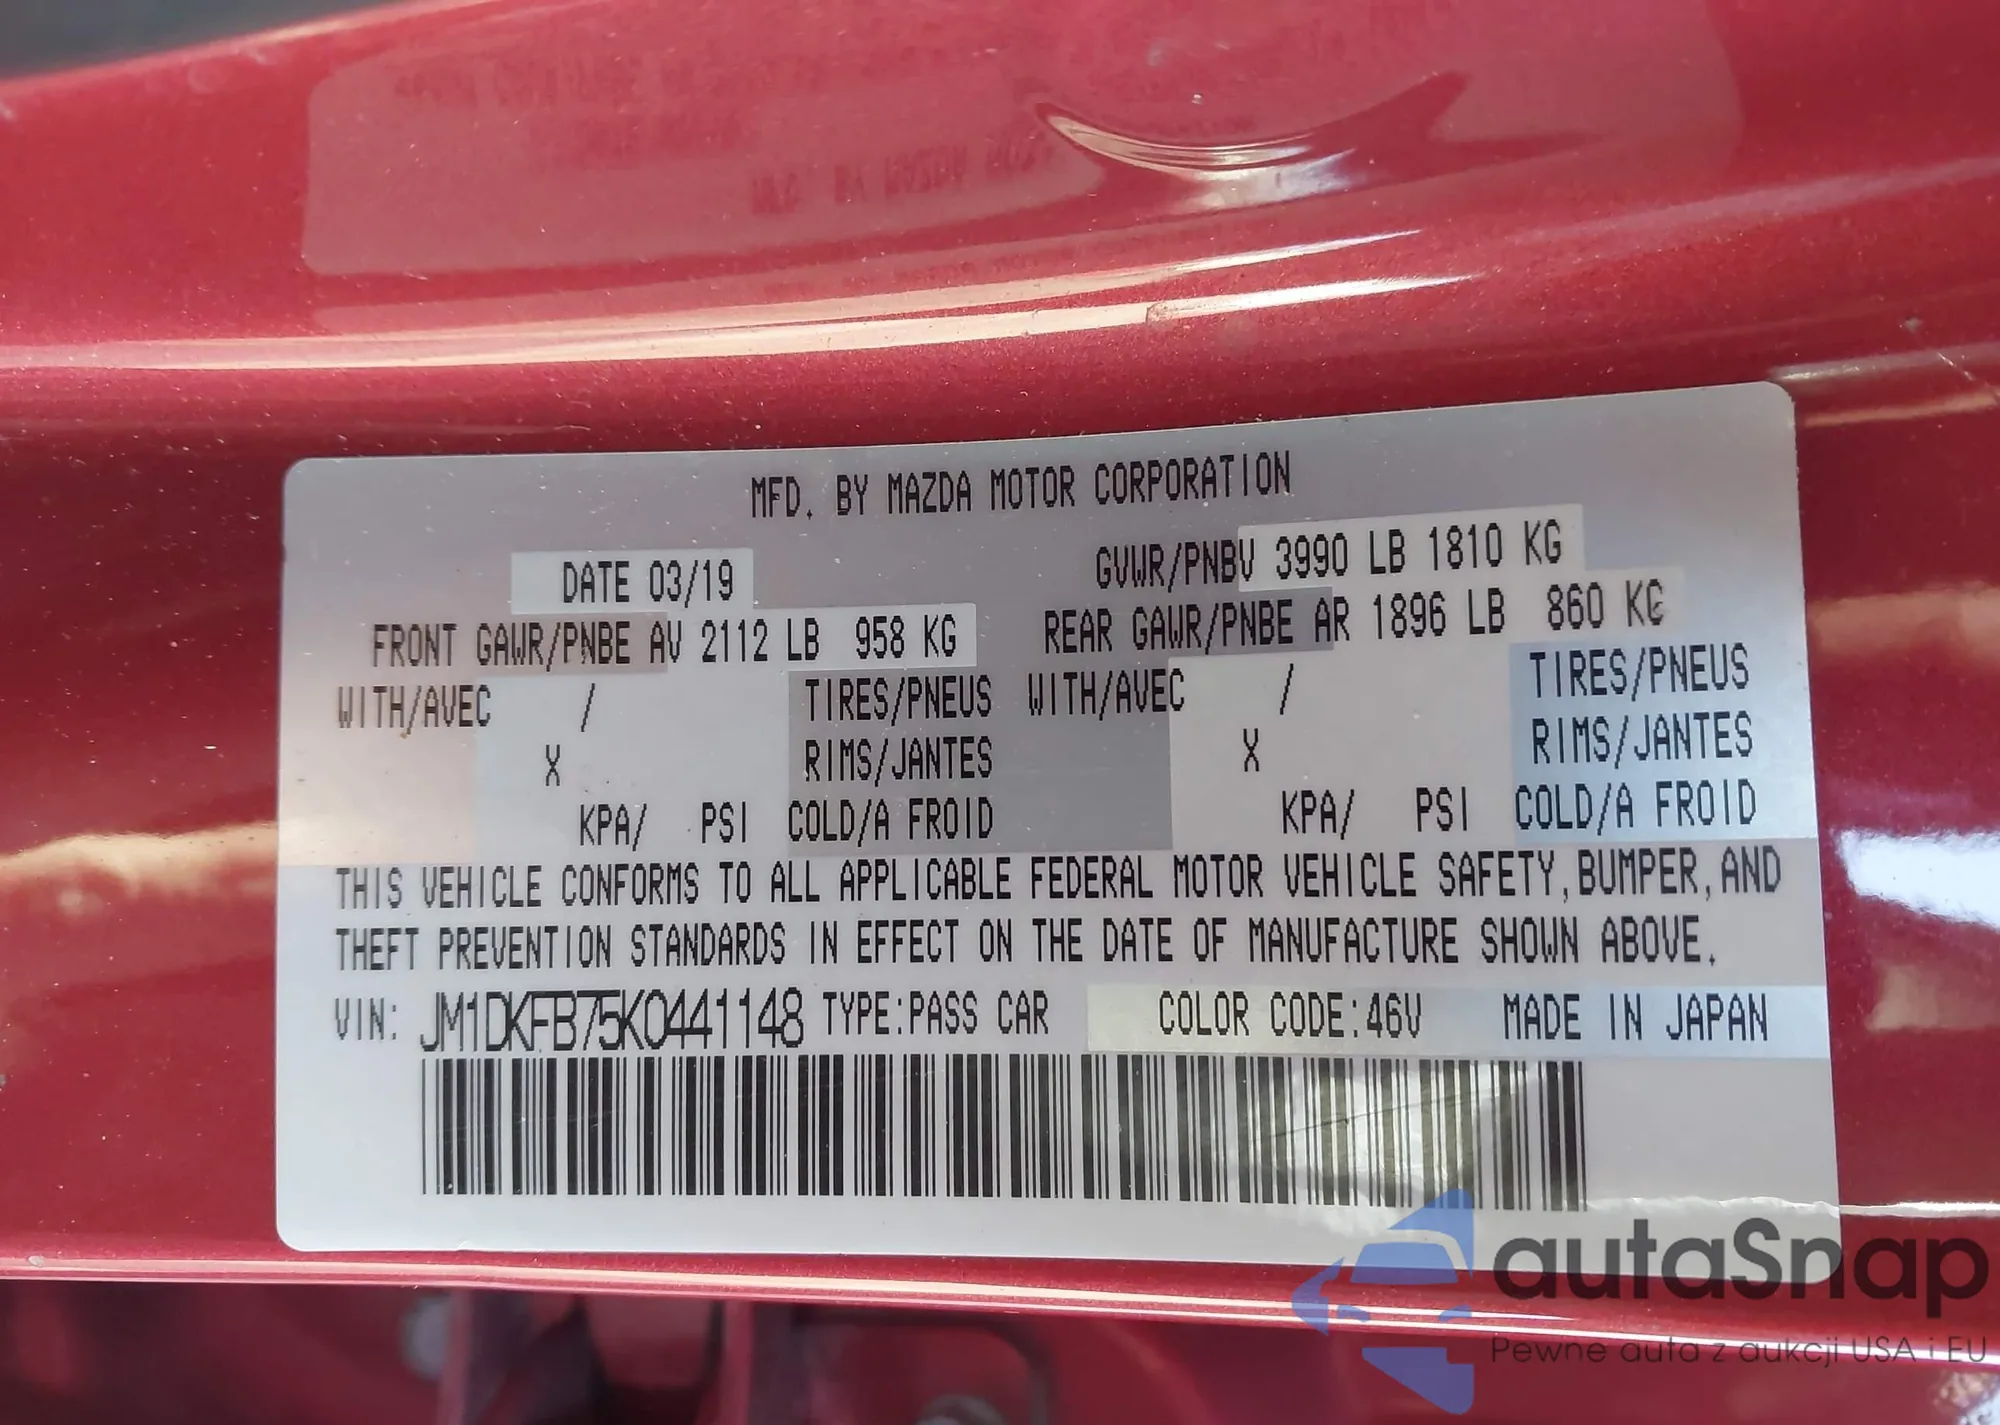 MFD. BY MAZDA MOTOR CORPORATION
DATE 03/19 GVWR/PNBV 3990 LB 1810 KG
FRONT GAWR/PNBE AV 2112 LB 958 KG REAR GAWR/PNBE AR 1896 LB 860 KG
WITH/AVEC / TIRES/PNEUS WITH/AVEC / TIRES/PNEUS
X RIMS/JANTES X RIMS/JANTES
KPA/ PSI COLD/A FROID KPA/ PSI COLD/A FROID
THIS VEHICLE CONFORMS TO ALL APPLICABLE FEDERAL MOTOR VEHICLE SAFETY, BUMPER, AND
THEFT PREVENTION STANDARDS IN EFFECT ON THE DATE OF MANUFACTURE SHOWN ABOVE.
VIN: JM1DKFB75K0441148 TYPE:PASS CAR COLOR CODE:46V MADE IN JAPAN
autaSnap
Pewne auta z aukcji USA i EU